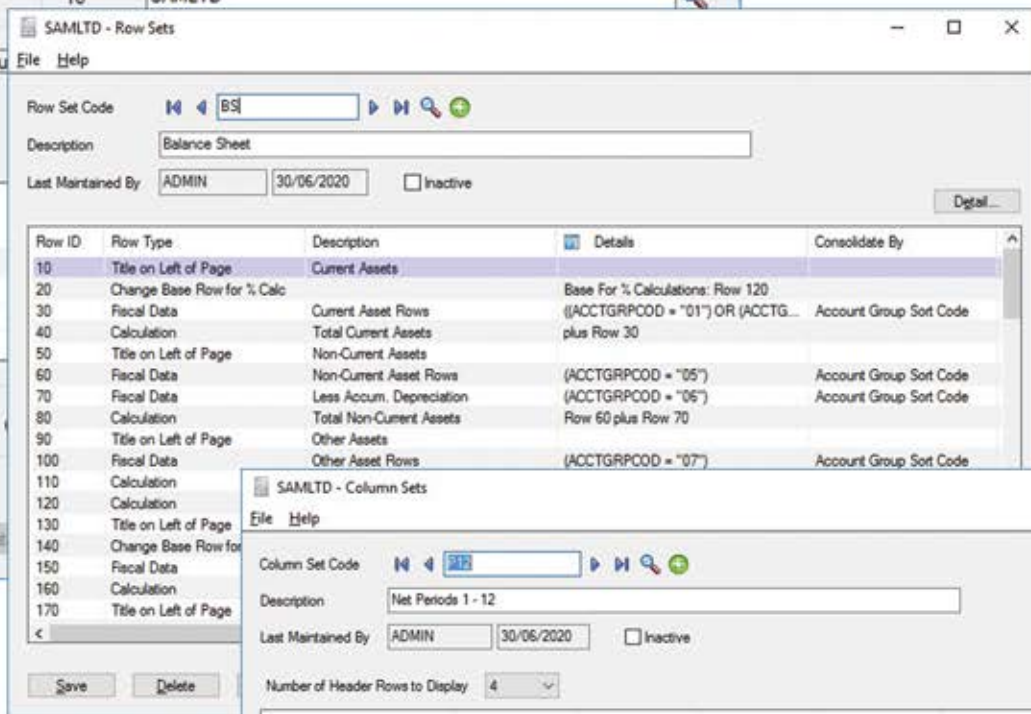 SAMLTD
SAMLTD - Row Sets
File Help
Row Set Code BS
Description Balance Sheet
Last Maintained By ADMIN 30/06/2020 Inactive
Detail...
Row ID Row Type Description Details Consolidate By
10 Title on Left of Page Current Assets
20 Change Base Row for % Calc Base For % Calculations: Row 120
30 Fiscal Data Current Asset Rows ((ACCTGRPCOD = "01") OR (ACCTG... Account Group Sort Code
40 Calculation Total Current Assets plus Row 30
50 Title on Left of Page Non-Current Assets
60 Fiscal Data Non-Current Asset Rows (ACCTGRPCOD = "05") Account Group Sort Code
70 Fiscal Data Less Accum. Depreciation (ACCTGRPCOD = "06") Account Group Sort Code
80 Calculation Total Non-Current Assets Row 60 plus Row 70
90 Title on Left of Page Other Assets
100 Fiscal Data Other Asset Rows (ACCTGRPCOD = "07") Account Group Sort Code
110 Calculation
120 Calculation
130 Title on Left of Page
140 Change Base Row for
150 Fiscal Data
160 Calculation
170 Title on Left of Page
Save Delete
SAMLTD - Column Sets
File Help
Column Set Code P12
Description Net Periods 1 - 12
Last Maintained By ADMIN 30/06/2020 Inactive
Number of Header Rows to Display 4